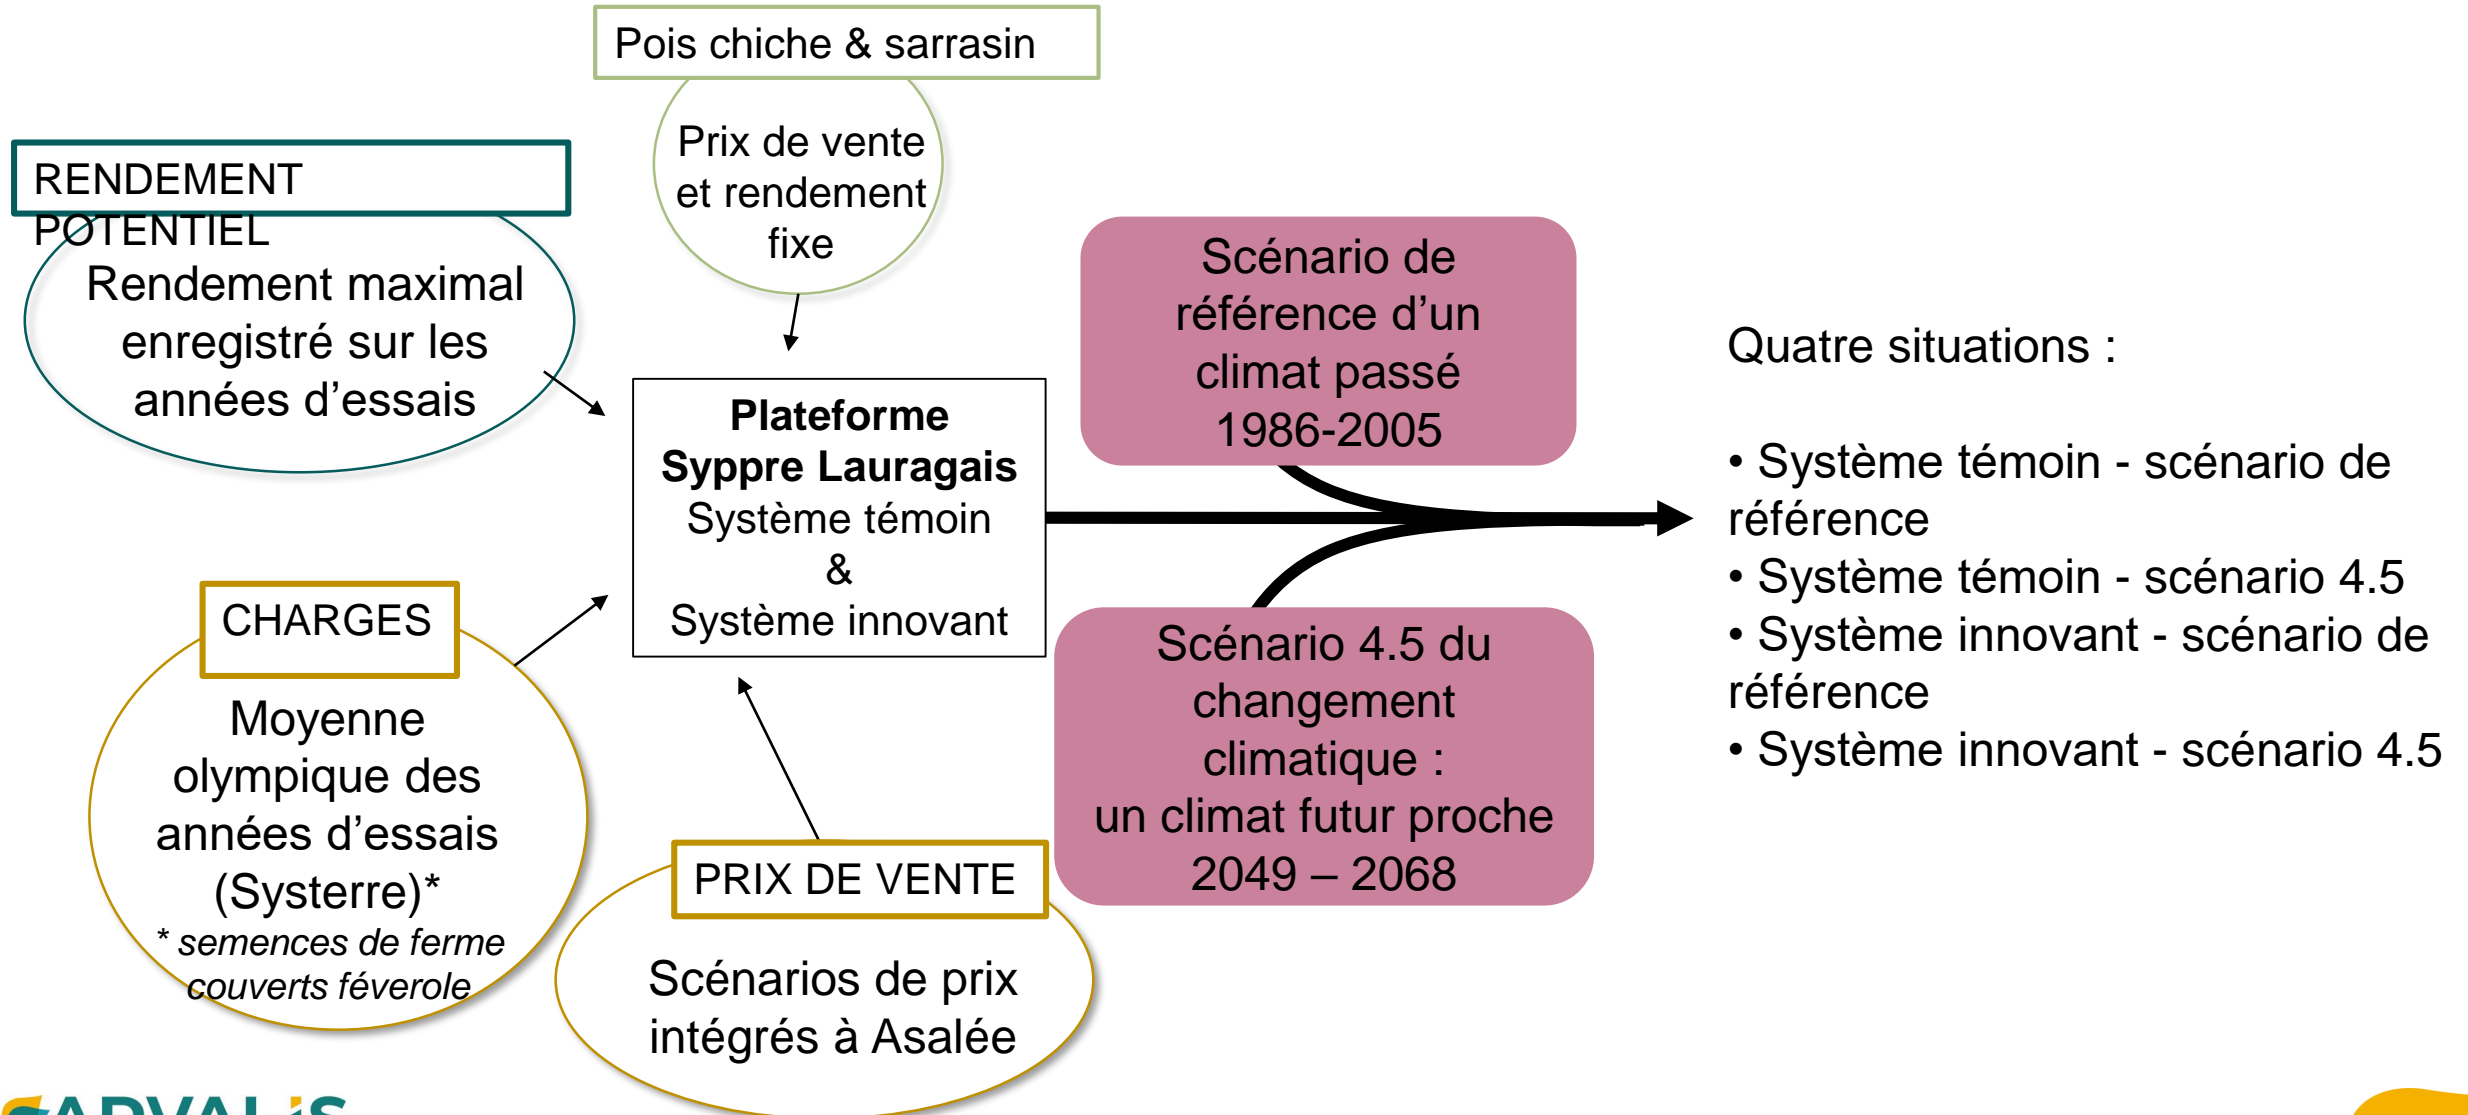 Pois chiche & sarrasin
Prix de vente
et rendement
fixe
RENDEMENT
POTENTIEL
Rendement maximal
enregistré sur les
années d’essais
CHARGES
Moyenne
olympique des
années d’essais
(Systerre)*
* semences de ferme
couverts féverole
PRIX DE VENTE
Scénarios de prix
intégrés à Asalée
Plateforme
Syppre Lauragais
Système témoin
&
Système innovant
Scénario de
référence d’un
climat passé
1986-2005
Scénario 4.5 du
changement
climatique :
un climat futur proche
2049 – 2068
Quatre situations :
• Système témoin - scénario de
référence
• Système témoin - scénario 4.5
• Système innovant - scénario de
référence
• Système innovant - scénario 4.5